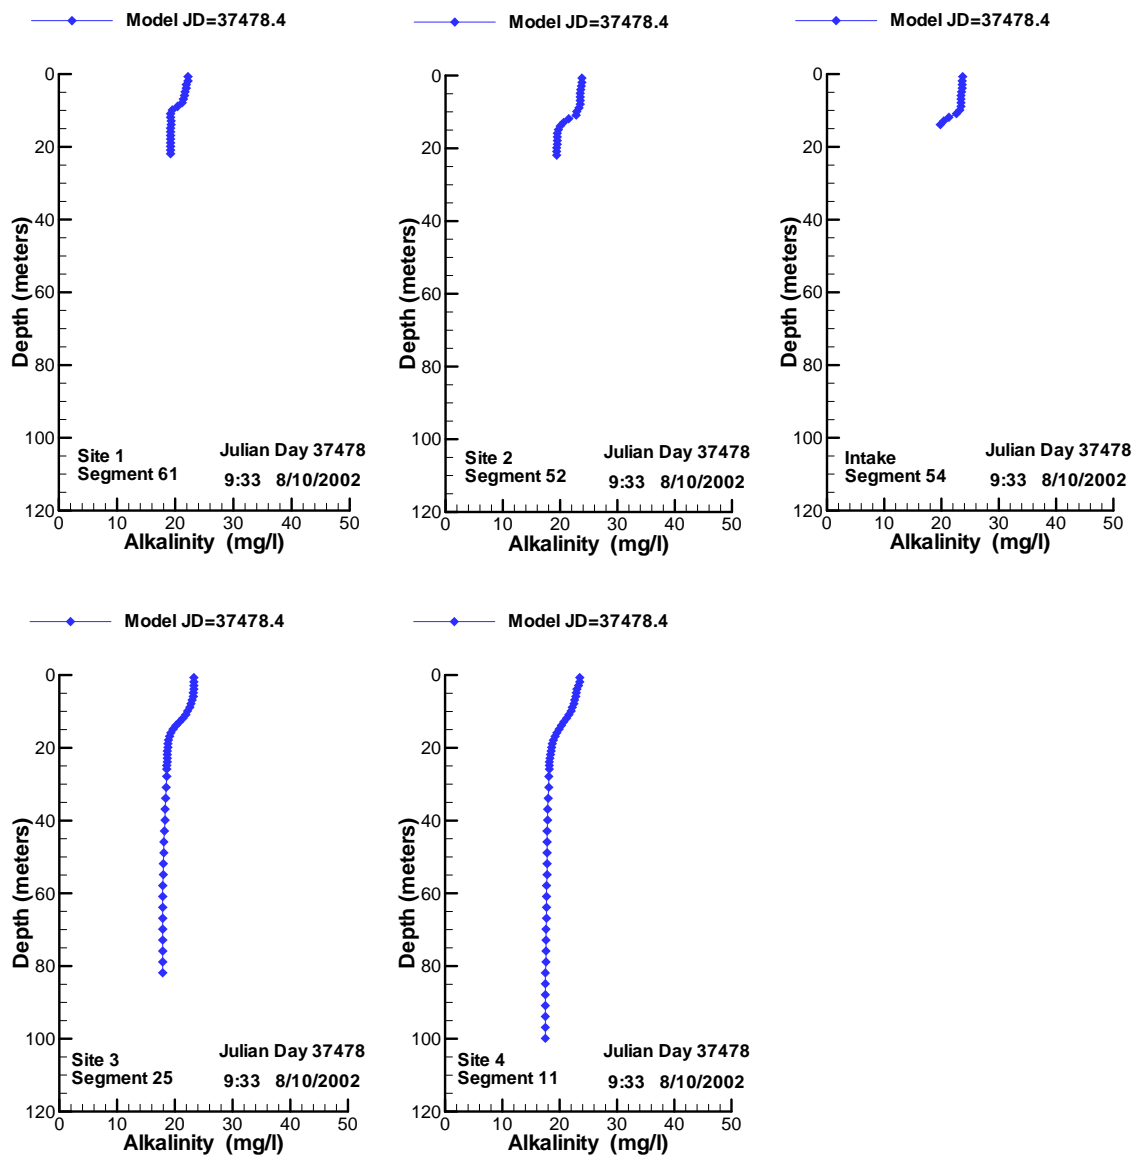 Model JD=37478.4
0
20
40
60
80
100
120
Depth (meters)
Site 1
Segment 61
Julian Day 37478
9:33 8/10/2002
0 10 20 30 40 50
Alkalinity (mg/l)
Model JD=37478.4
0
20
40
60
80
100
120
Depth (meters)
Site 2
Segment 52
Julian Day 37478
9:33 8/10/2002
0 10 20 30 40 50
Alkalinity (mg/l)
Model JD=37478.4
0
20
40
60
80
100
120
Depth (meters)
Intake
Segment 54
Julian Day 37478
9:33 8/10/2002
0 10 20 30 40 50
Alkalinity (mg/l)
Model JD=37478.4
0
20
40
60
80
100
120
Depth (meters)
Site 3
Segment 25
Julian Day 37478
9:33 8/10/2002
0 10 20 30 40 50
Alkalinity (mg/l)
Model JD=37478.4
0
20
40
60
80
100
120
Depth (meters)
Site 4
Segment 11
Julian Day 37478
9:33 8/10/2002
0 10 20 30 40 50
Alkalinity (mg/l)